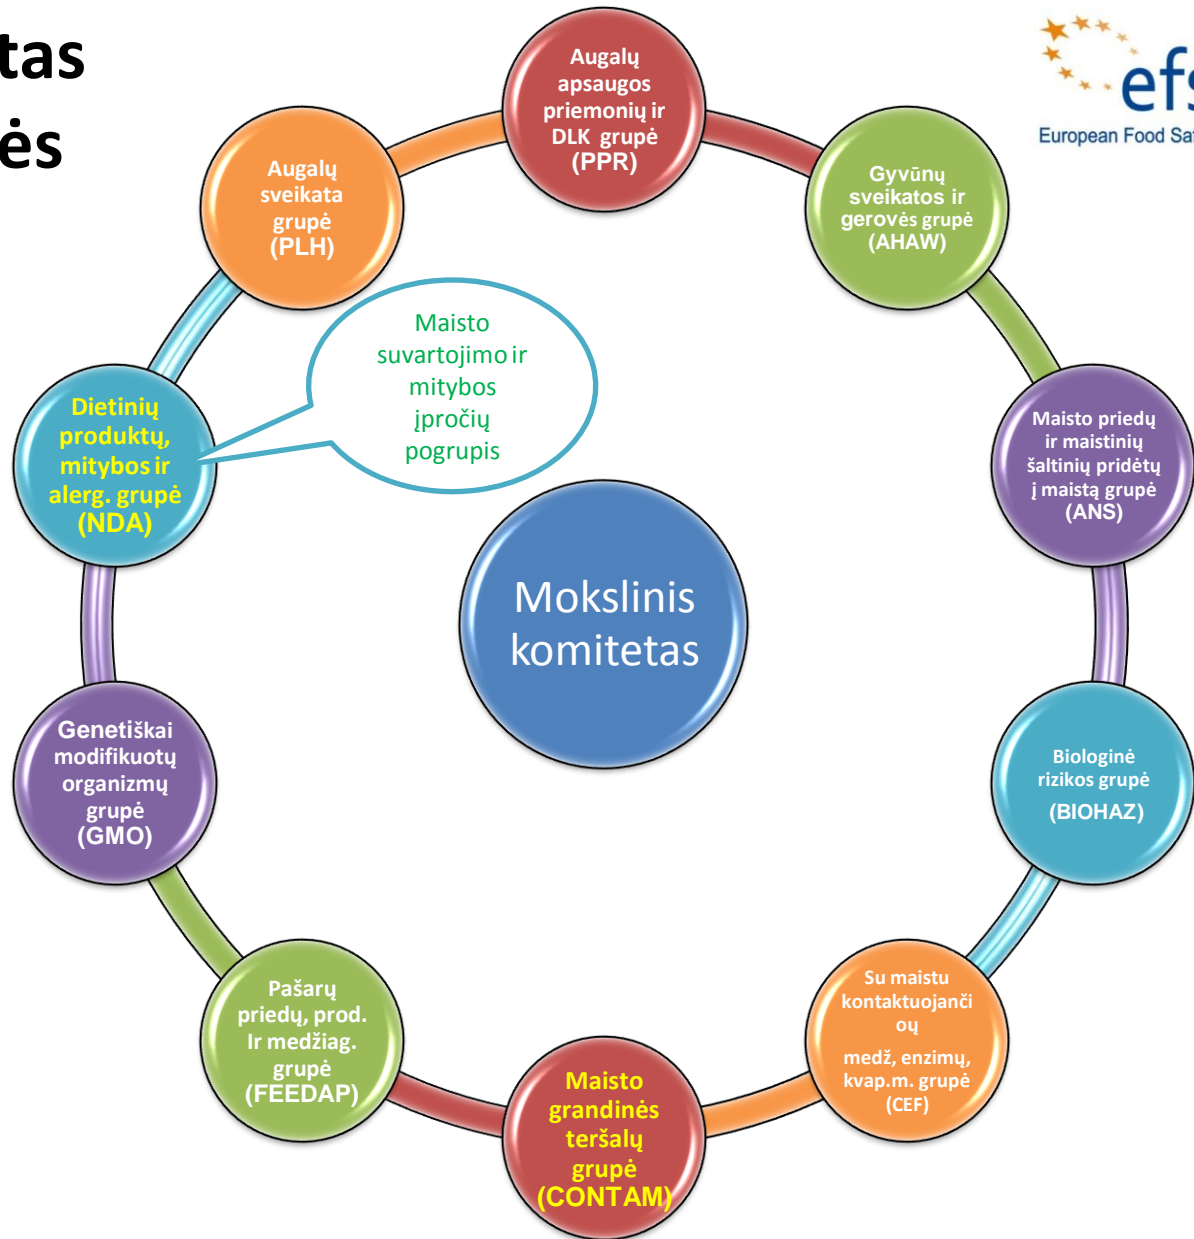 tas
ės
efs
European Food Saf
Augalų
apsaugos
priemonių ir
DLK grupė
(PPR)
Gyvūnų
sveikatos ir
gerovės grupė
(AHAW)
Maisto priedų
ir maistinių
šaltinių pridėtų
į maistą grupė
(ANS)
Biologinė
rizikos grupė
(BIOHAZ)
Su maistu
kontaktuojanči
oų
medž, enzimų,
kvap.m. grupė
(CEF)
Maisto
grandinės
teršalų
grupė
(CONTAM)
Pašarų
priedų, prod.
Ir medžiag.
grupė
(FEEDAP)
Genetiškai
modifikuotų
organizmų
grupė
(GMO)
Dietinių
produktų,
mitybos ir
alerg. grupė
(NDA)
Augalų
sveikata
grupė
(PLH)
Maisto
suvartojimo ir
mitybos
įpročių
pogrupis
Mokslinis
komitetas